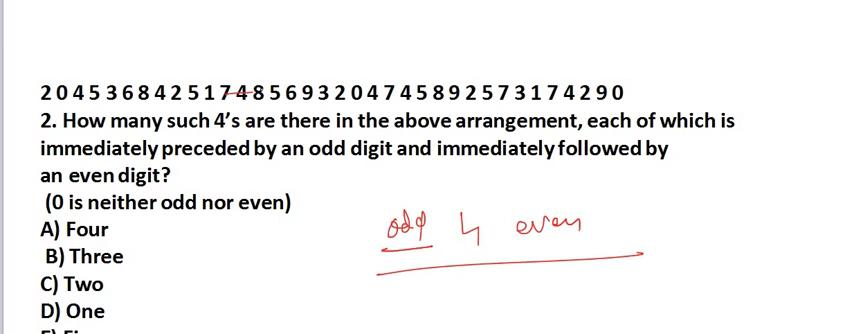 2 0 4 5 3 6 8 4 2 5 1 7 4 8 5 6 9 3 2 0 4 7 4 5 8 9 2 5 7 3 1 7 4 2 9 0
2. How many such 4's are there in the above arrangement, each of which is
immediately preceded by an odd digit and immediately followed by
an even digit?
(0 is neither odd nor even)
A) Four
odd 4 even
B) Three
C) Two
D) One